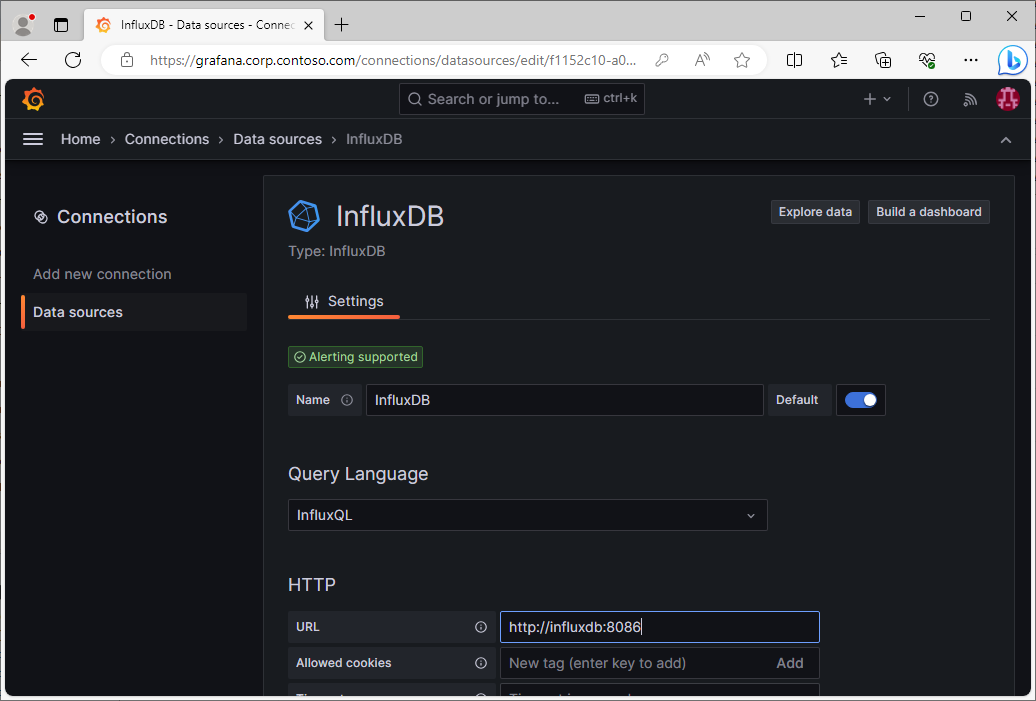 InfluxDB - Data sources - Connec
https://grafana.corp.contoso.com/connections/datasources/edit/f1152c10-a0...
Search or jump to... ctrl+k
Home › Connections › Data sources › InfluxDB
Connections
Add new connection
Data sources
InfluxDB
Explore data
Build a dashboard
Type: InfluxDB
Settings
Alerting supported
Name InfluxDB Default
Query Language
InfluxQL
HTTP
URL http://influxdb:8086
Allowed cookies New tag (enter key to add) Add